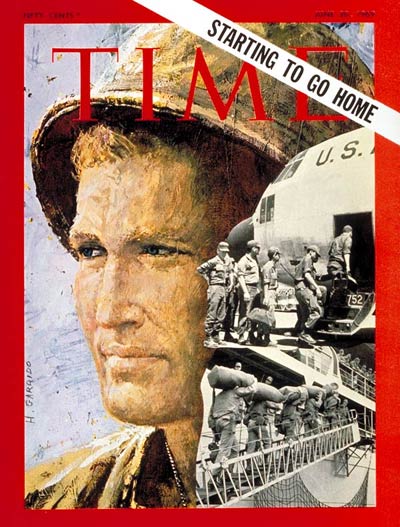 FIFTY CENTS
STARTING TO GO HOME
TIME
U.S.
752
H. GARRIDO